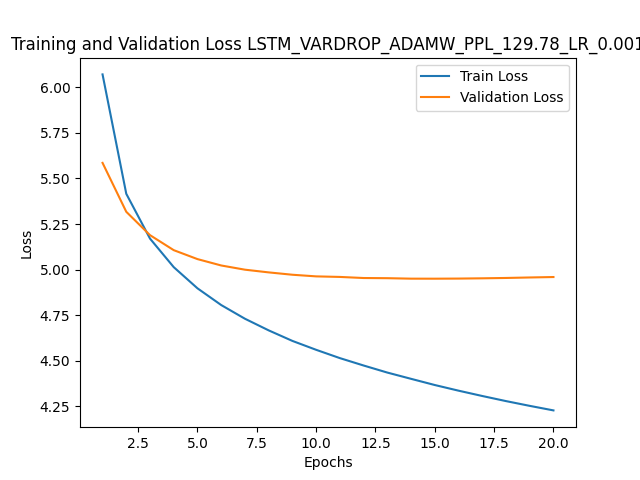 Training and Validation Loss LSTM_VARDROP_ADAMW_PPL_129.78_LR_0.001
Train Loss
Validation Loss
6.00
5.75
5.50
5.25
5.00
4.75
4.50
4.25
Loss
2.5 5.0 7.5 10.0 12.5 15.0 17.5 20.0
Epochs